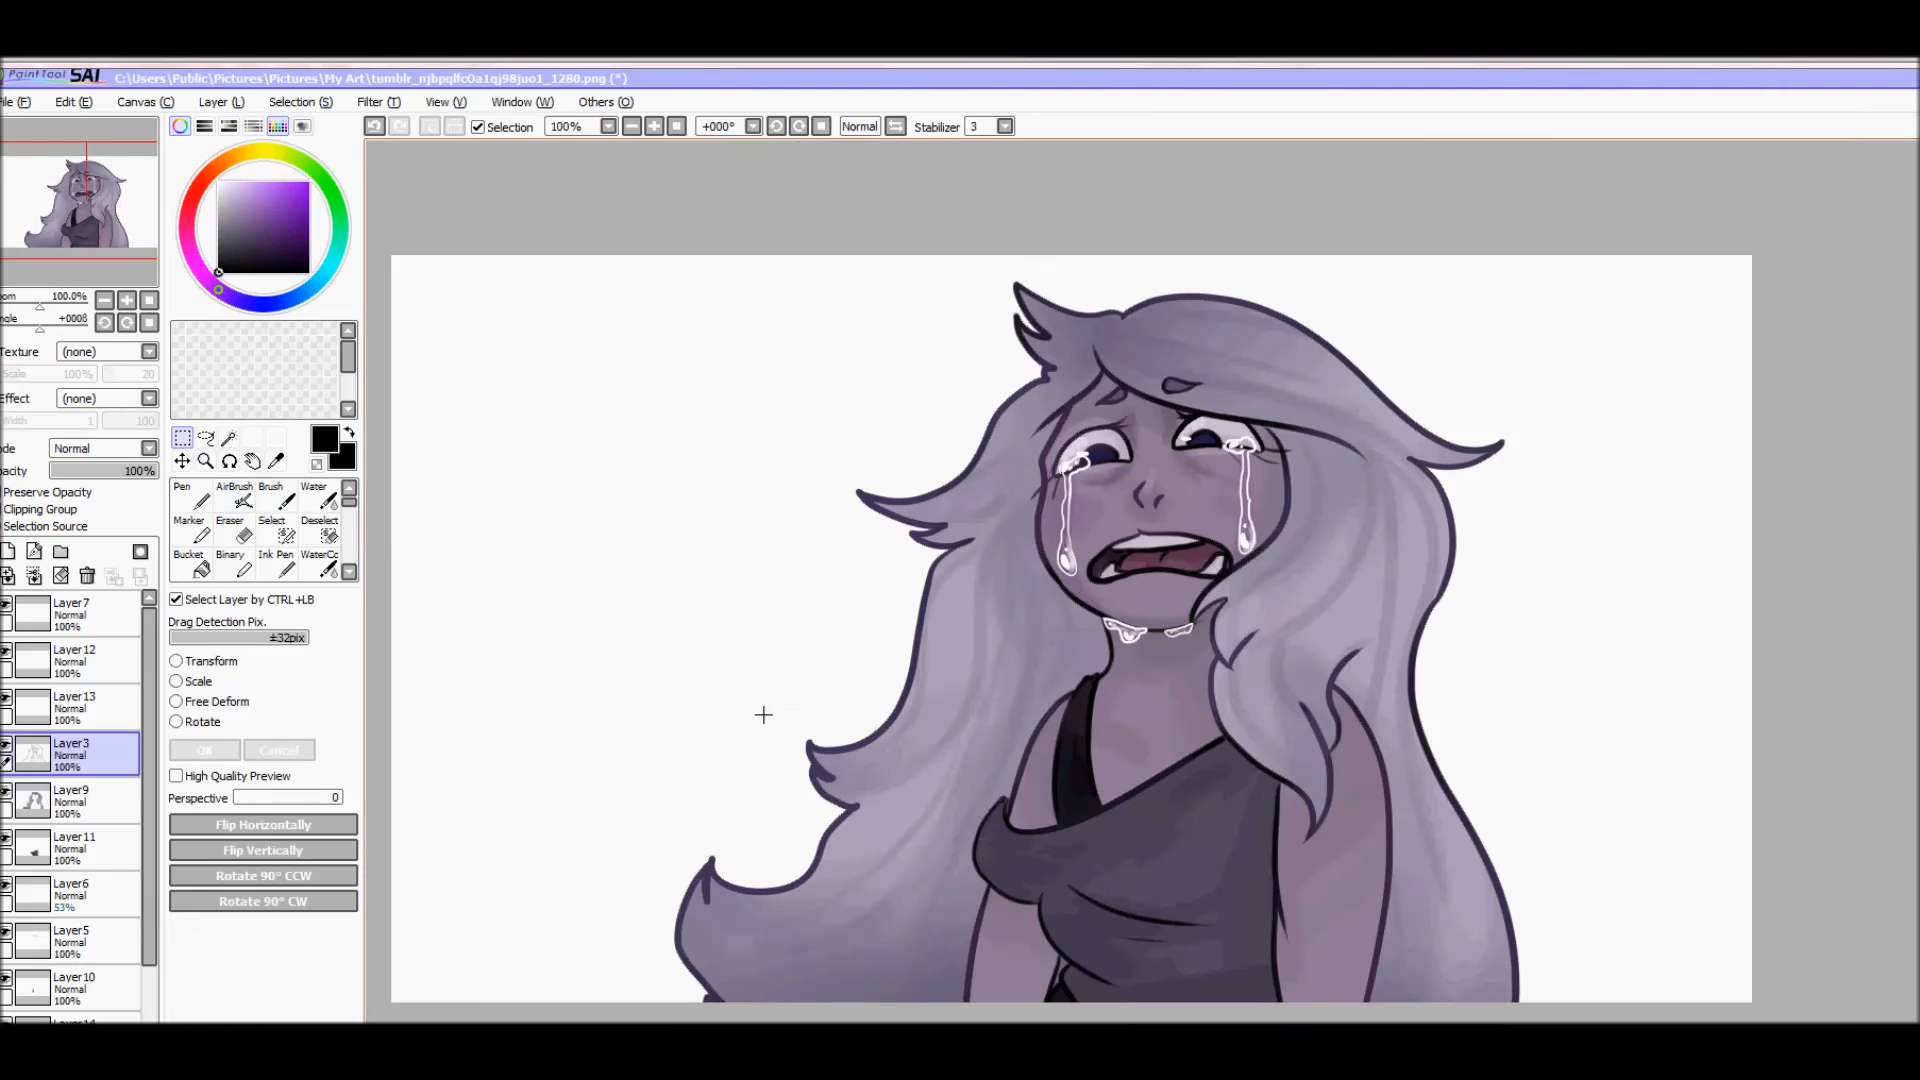 PaintTool SAI C:\Users\Public\Pictures\Pictures\My Art\tumblr_njbpqlfc0a1qj98juo1_1280.png (*)
File (F) Edit (E) Canvas (C) Layer (L) Selection (S) Filter (T) View (V) Window (W) Others (O)
Selection 100% +000° Normal Stabilizer 3
100.0%
+000ß
Texture (none)
Scale 100% 20
Effect (none)
Width 1 100
Normal
100%
Preserve Opacity
Clipping Group
Selection Source
Pen AirBrush Brush Water
Marker Eraser Select Deselect
Bucket Binary Ink Pen WaterCo
Select Layer by CTRL+LB
Drag Detection Pix.
±32pix
Transform
Scale
Free Deform
Rotate
OK Cancel
High Quality Preview
Perspective 0
Flip Horizontally
Flip Vertically
Rotate 90° CCW
Rotate 90° CW
Layer7
Normal
100%
Layer12
Normal
100%
Layer13
Normal
100%
Layer3
Normal
100%
Layer9
Normal
100%
Layer11
Normal
100%
Layer6
Normal
53%
Layer5
Normal
100%
Layer10
Normal
100%